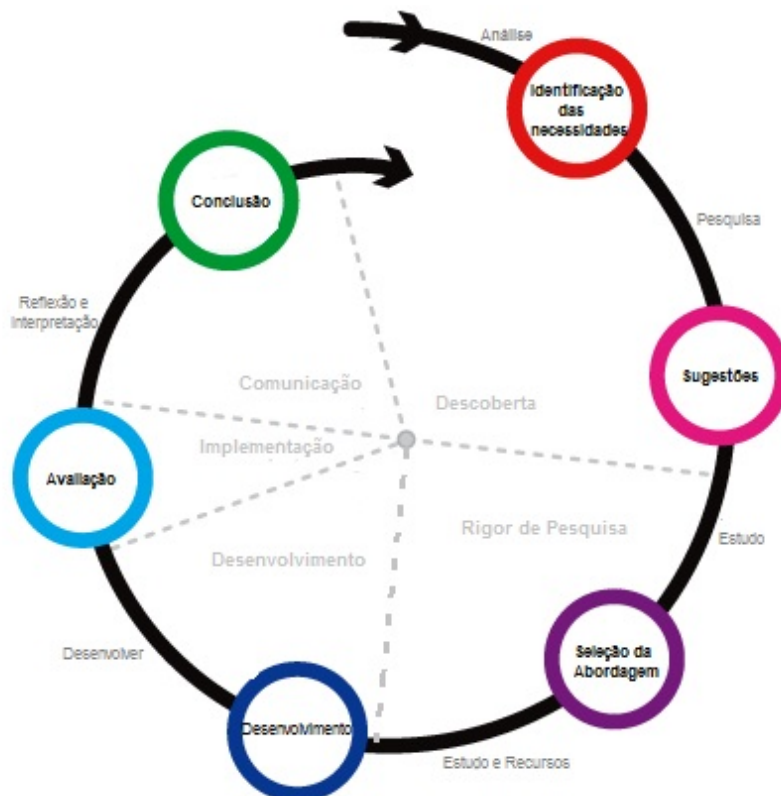 Análise
Identificação
das
necessidades
Pesquisa
Sugestões
Estudo
Seleção da
Abordagem
Estudo e Recursos
Desenvolvimento
Desenvolver
Avaliação
Reflexão e
Interpretação
Conclusão
Comunicação
Descoberta
Implementação
Rigor de Pesquisa
Desenvolvimento